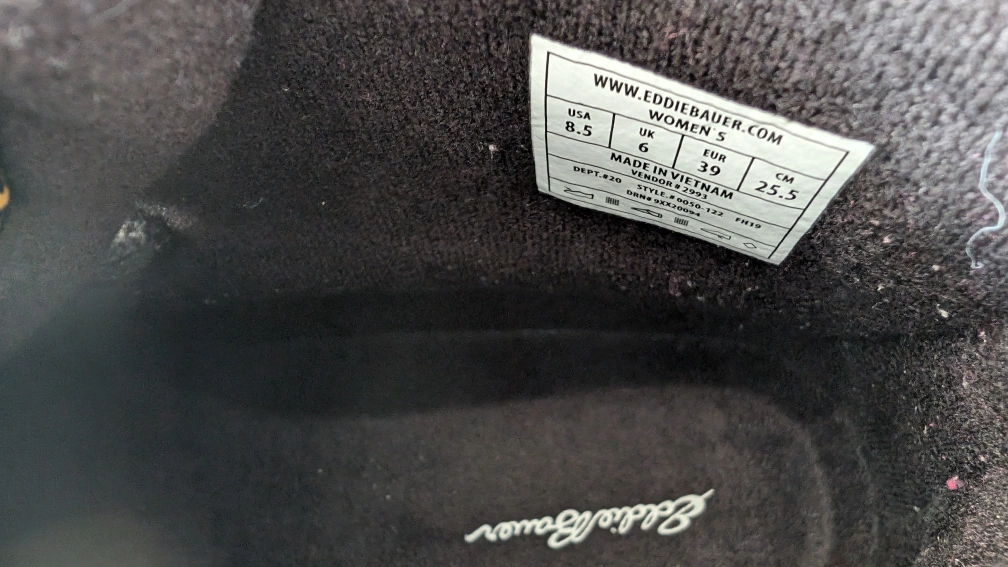 WWW.EDDIEBAUER.COM
WOMEN'S
USA UK EUR CM
8.5 6 39 25.5
MADE IN VIETNAM
VENDOR # 2993
DEPT.#20 STYLE.# 0050-122 FH19
DRN# 9XX20094
Eddie Bauer